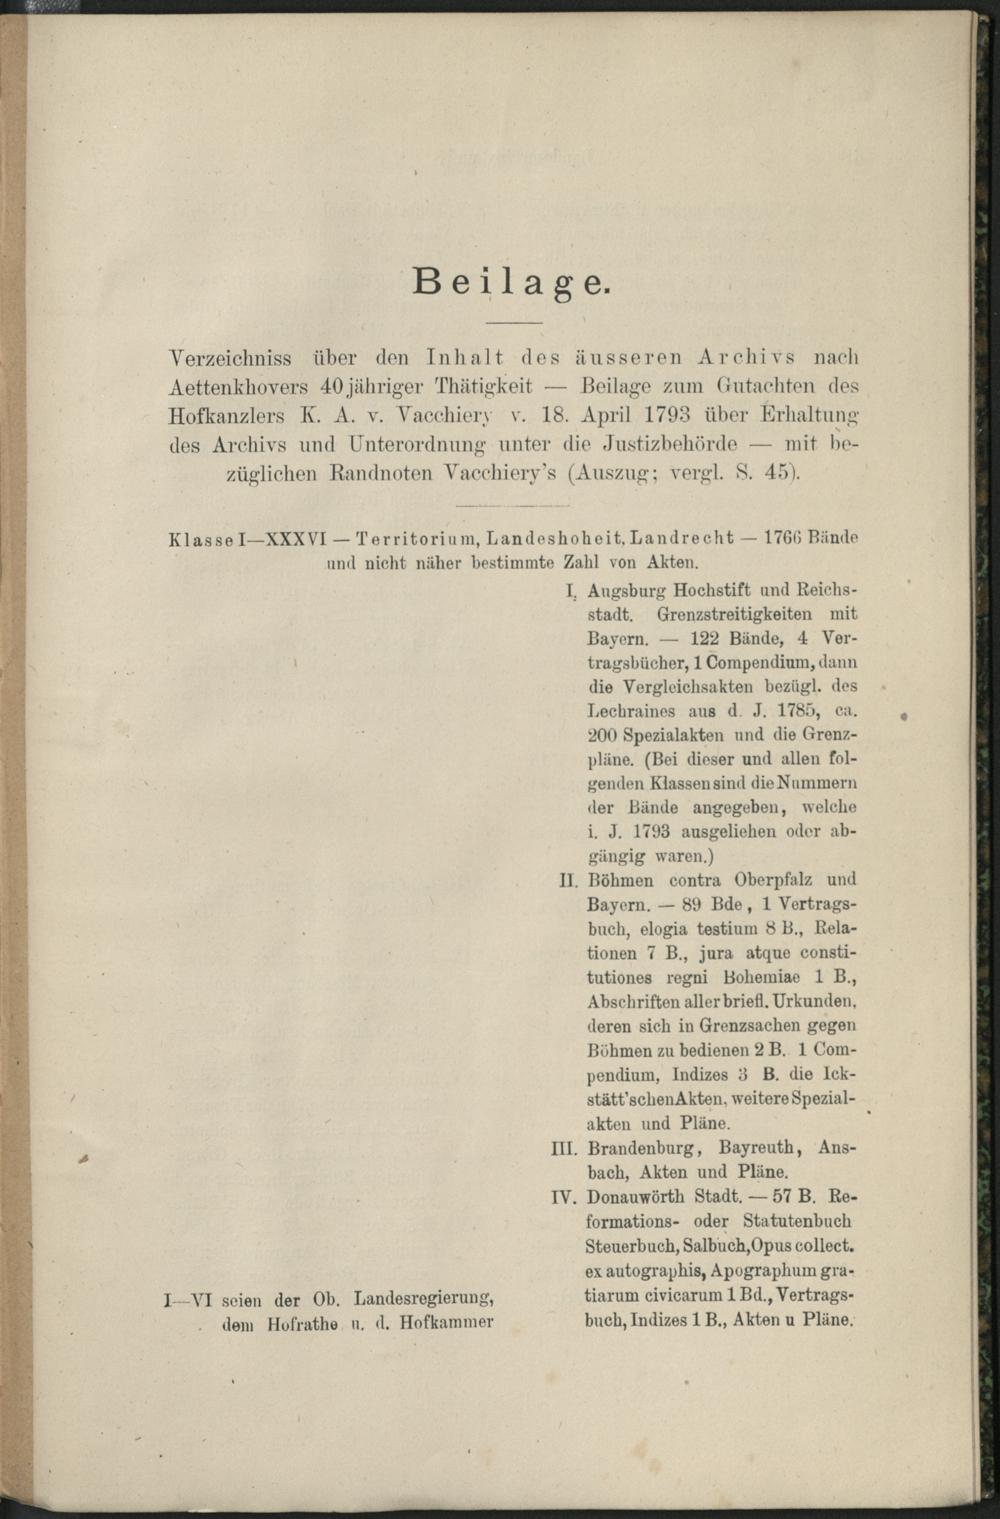 Beilage.
Verzeichniss über den Inhalt des äusseren Archivs nach
Aettenkhovers 40jähriger Thätigkeit — Beilage zum Gutachten des
Hofkanzlers K. A. v. Vacchiery v. 18. April 1793 über Erhaltung
des Archivs und Unterordnung unter die Justizbehörde — mit be-
züglichen Randnoten Vacchiery's (Auszug; vergl. S. 45).
Klasse I—XXXVI — Territorium, Landeshoheit, Landrecht — 1766 Bände
und nicht näher bestimmte Zahl von Akten.
I. Augsburg Hochstift und Reichs-
stadt. Grenzstreitigkeiten mit
Bayern. — 122 Bände, 4 Ver-
tragsbücher, 1 Compendium, dann
die Vergleichsakten bezügl. des
Lechraines aus d. J. 1785, ca.
200 Spezialakten und die Grenz-
pläne. (Bei dieser und allen fol-
genden Klassen sind die Nummern
der Bände angegeben, welche
i. J. 1793 ausgeliehen oder ab-
gängig waren.)
II. Böhmen contra Oberpfalz und
Bayern. — 89 Bde, 1 Vertrags-
buch, elogia testium 8 B., Rela-
tionen 7 B., jura atque consti-
tutiones regni Bohemiae 1 B.,
Abschriften aller briefl. Urkunden,
deren sich in Grenzsachen gegen
Böhmen zu bedienen 2 B. 1 Com-
pendium, Indizes 3 B. die Ick-
stätt'schen Akten, weitere Spezial-
akten und Pläne.
III. Brandenburg, Bayreuth, Ans-
bach, Akten und Pläne.
IV. Donauwörth Stadt. — 57 B. Re-
formations- oder Statutenbuch
Steuerbuch, Salbuch, Opus collect.
ex autographis, Apographum gra-
tiarum civicarum 1 Bd., Vertrags-
buch, Indizes 1 B., Akten u Pläne.
I—VI seien der Ob. Landesregierung,
dem Hofrathe u. d. Hofkammer